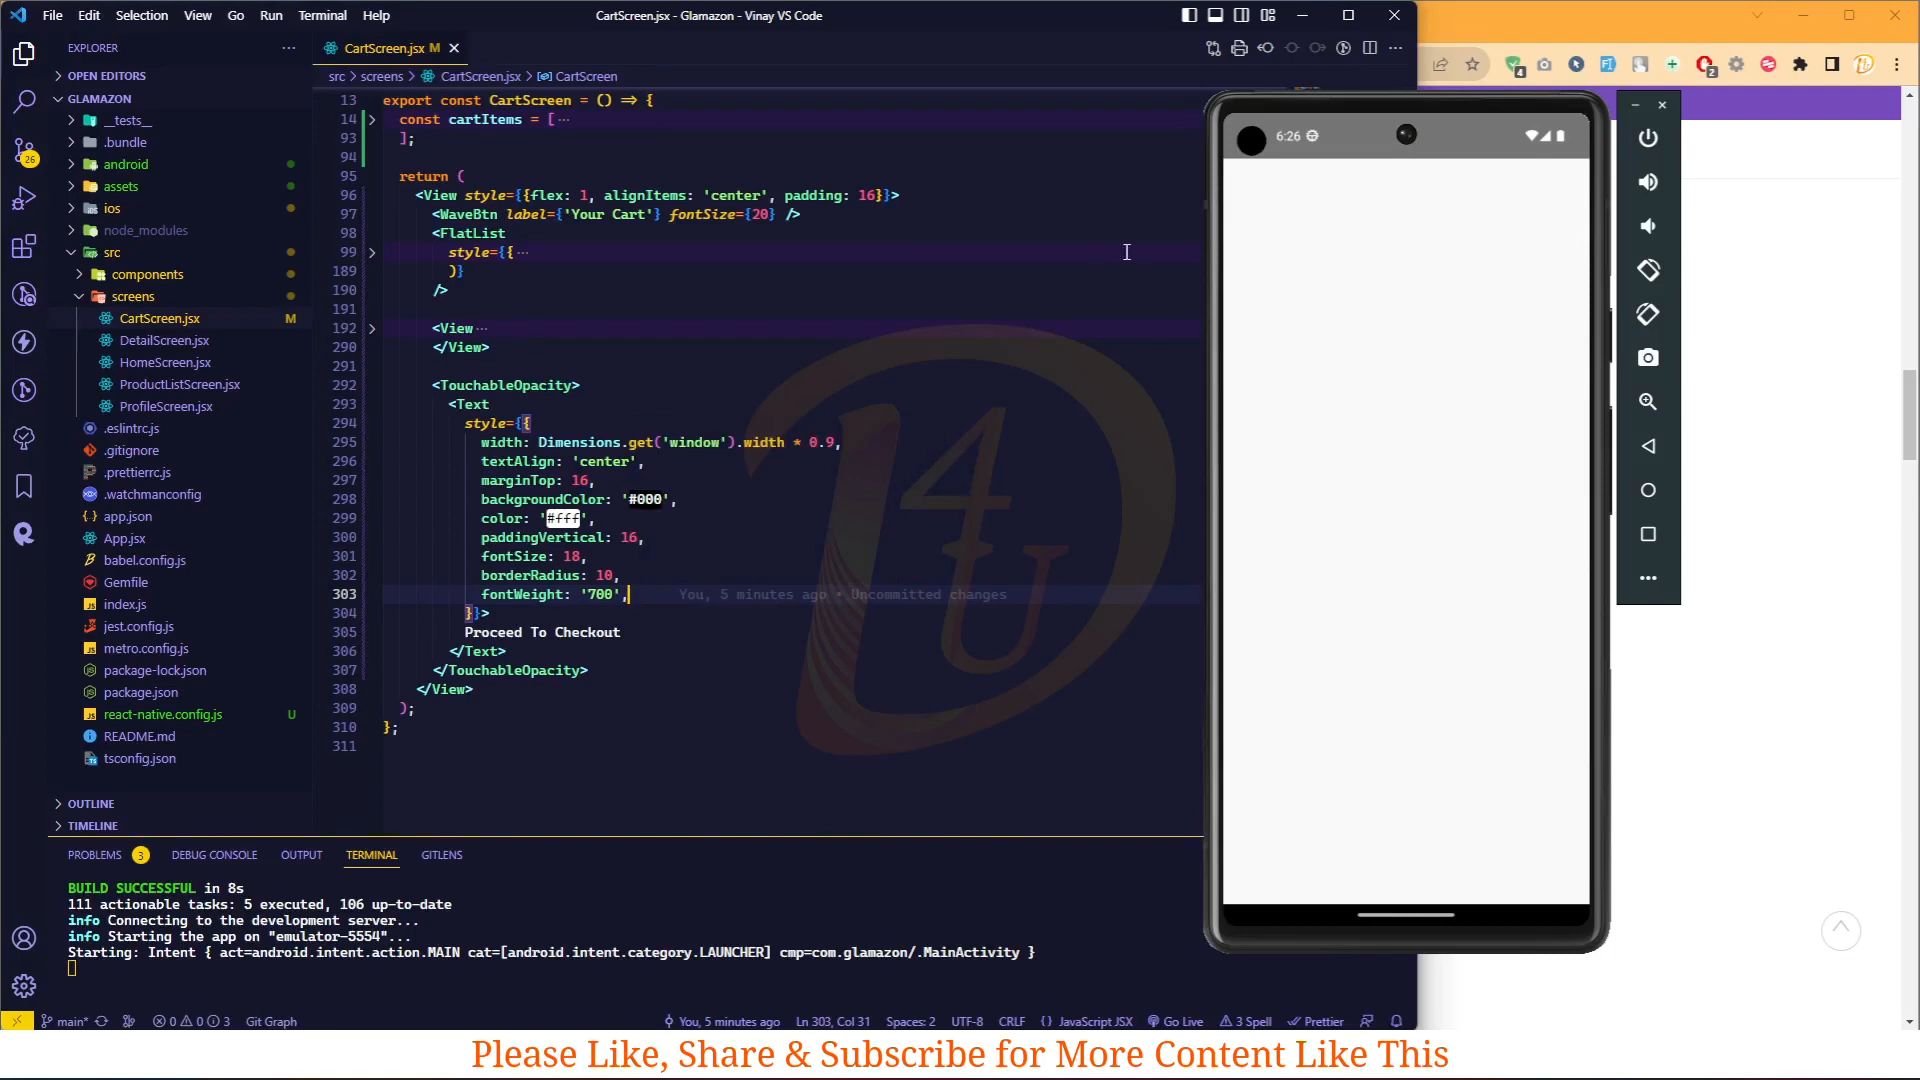 File Edit Selection View Go Run Terminal Help
CartScreen.jsx - Glamazon - Vinay VS Code
EXPLORER
OPEN EDITORS
GLAMAZON
__tests__
.bundle
android
assets
ios
node_modules
src
components
screens
CartScreen.jsx M
DetailScreen.jsx
HomeScreen.jsx
ProductListScreen.jsx
ProfileScreen.jsx
.eslintrc.js
.gitignore
.prettierrc.js
.watchmanconfig
app.json
App.jsx
babel.config.js
Gemfile
index.js
jest.config.js
metro.config.js
package-lock.json
package.json
react-native.config.js U
README.md
tsconfig.json
OUTLINE
TIMELINE
26
CartScreen.jsx M
src > screens > CartScreen.jsx > CartScreen
13 export const CartScreen = () => {
14 const cartItems = [ ···
93 ];
94
95 return (
96 <View style={{flex: 1, alignItems: 'center', padding: 16}}>
97 <WaveBtn label={'Your Cart'} fontSize={20} />
98 <FlatList
99 style={{ ···
189 )}
190 />
191
192 <View ···
290 </View>
291
292 <TouchableOpacity>
293 <Text
294 style={{
295 width: Dimensions.get('window').width * 0.9,
296 textAlign: 'center',
297 marginTop: 16,
298 backgroundColor: '#000',
299 color: '#fff',
300 paddingVertical: 16,
301 fontSize: 18,
302 borderRadius: 10,
303 fontWeight: '700', You, 5 minutes ago • Uncommitted changes
304 }}>
305 Proceed To Checkout
306 </Text>
307 </TouchableOpacity>
308 </View>
309 );
310 };
311
4
U
6:26
4
2
PROBLEMS 3 DEBUG CONSOLE OUTPUT TERMINAL GITLENS
BUILD SUCCESSFUL in 8s
111 actionable tasks: 5 executed, 106 up-to-date
info Connecting to the development server...
info Starting the app on "emulator-5554"...
Starting: Intent { act=android.intent.action.MAIN cat=[android.intent.category.LAUNCHER] cmp=com.glamazon/.MainActivity }
main* 0 0 3 Git Graph You, 5 minutes ago Ln 303, Col 31 Spaces: 2 UTF-8 CRLF {} JavaScript JSX Go Live 3 Spell Prettier
Please Like, Share & Subscribe for More Content Like This